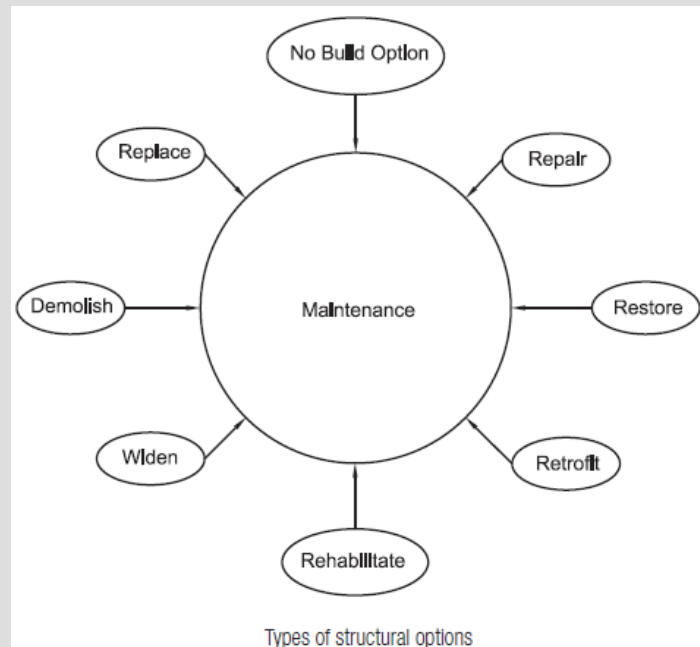 No Build Option
Replace
Repair
Demolish
Maintenance
Restore
Widen
Retrofit
Rehabilitate
Types of structural options